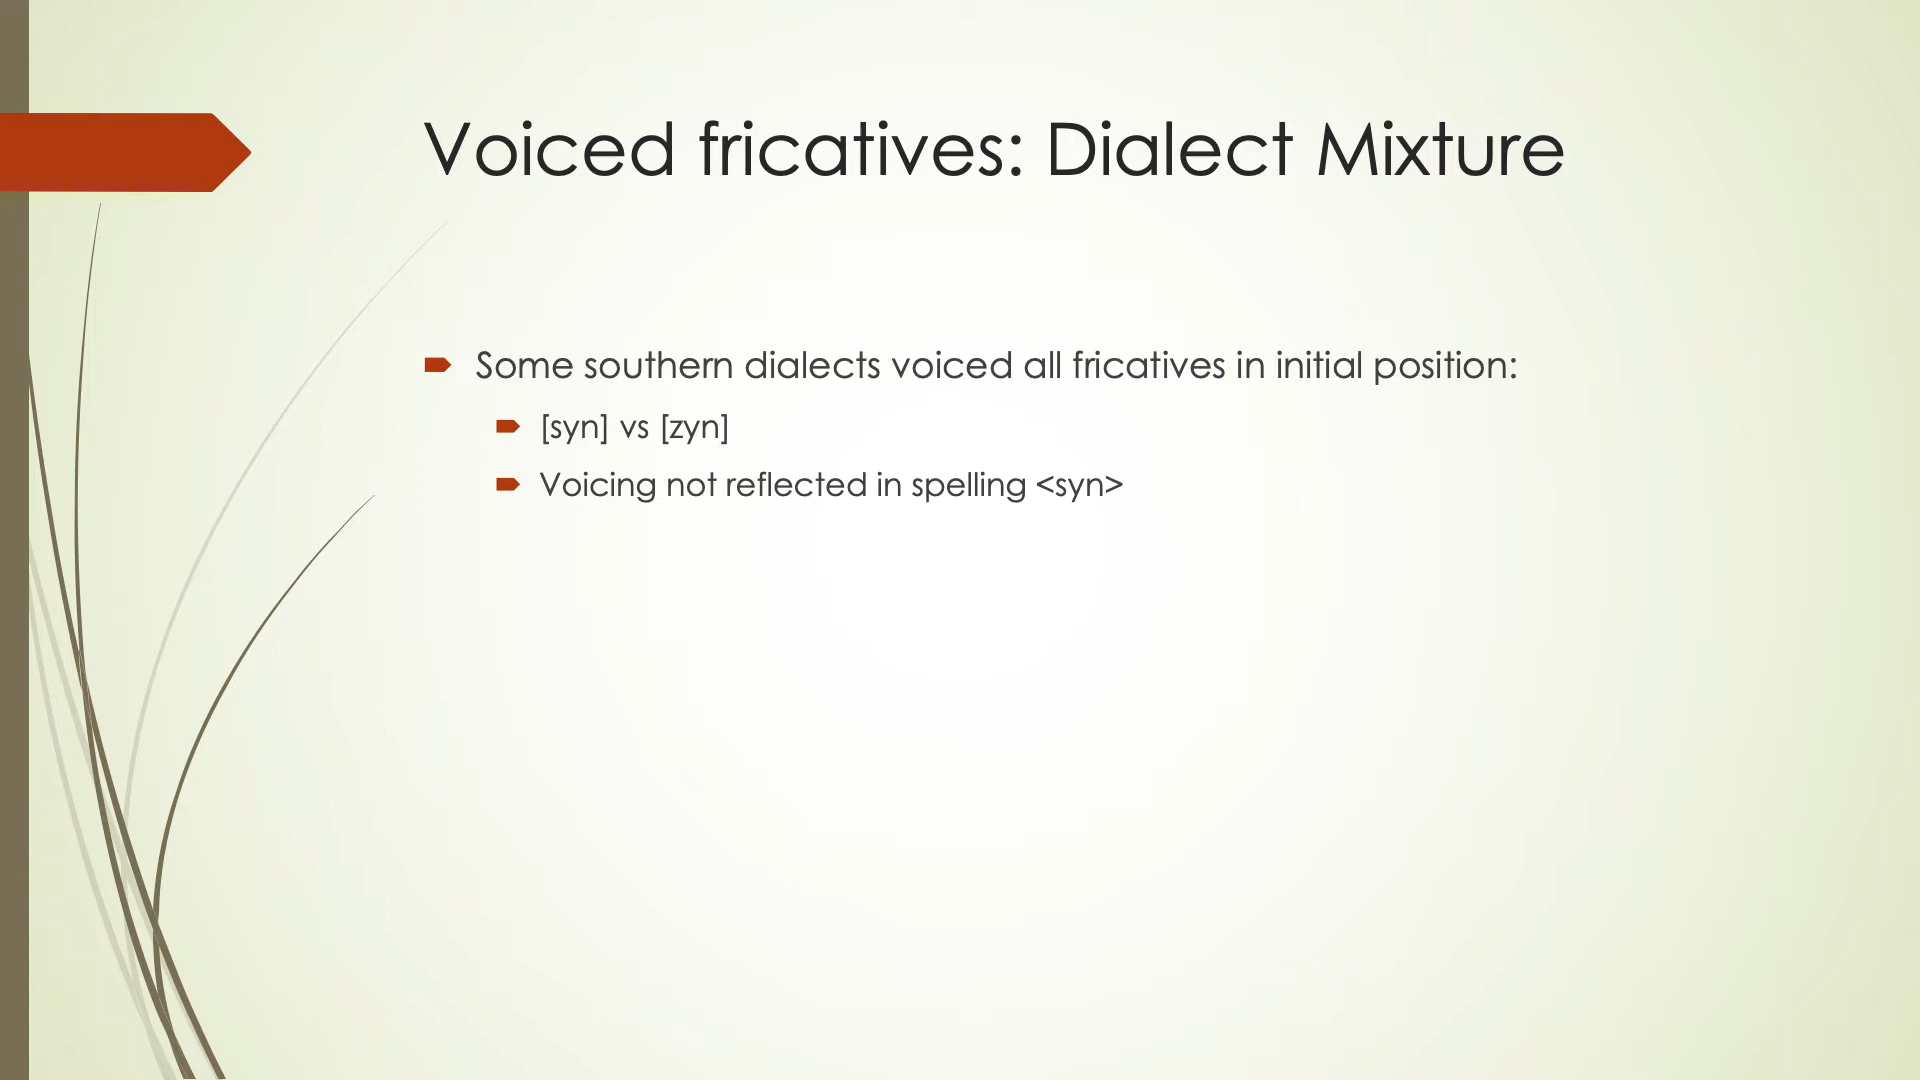 Voiced fricatives: Dialect Mixture
Some southern dialects voiced all fricatives in initial position:
[syn] vs [zyn]
Voicing not reflected in spelling <syn>